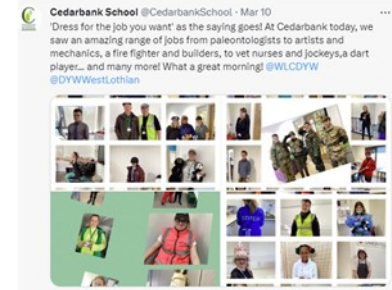 Cedarbank School @CedarbankSchool · Mar 10
'Dress for the job you want' as the saying goes! At Cedarbank today, we
saw an amazing range of jobs from paleontologists to artists and
mechanics, a fire fighter and builders, to vet nurses and jockeys,a dart
player... and many more! What a great morning! @WLCDYW
@DYWWestLothian